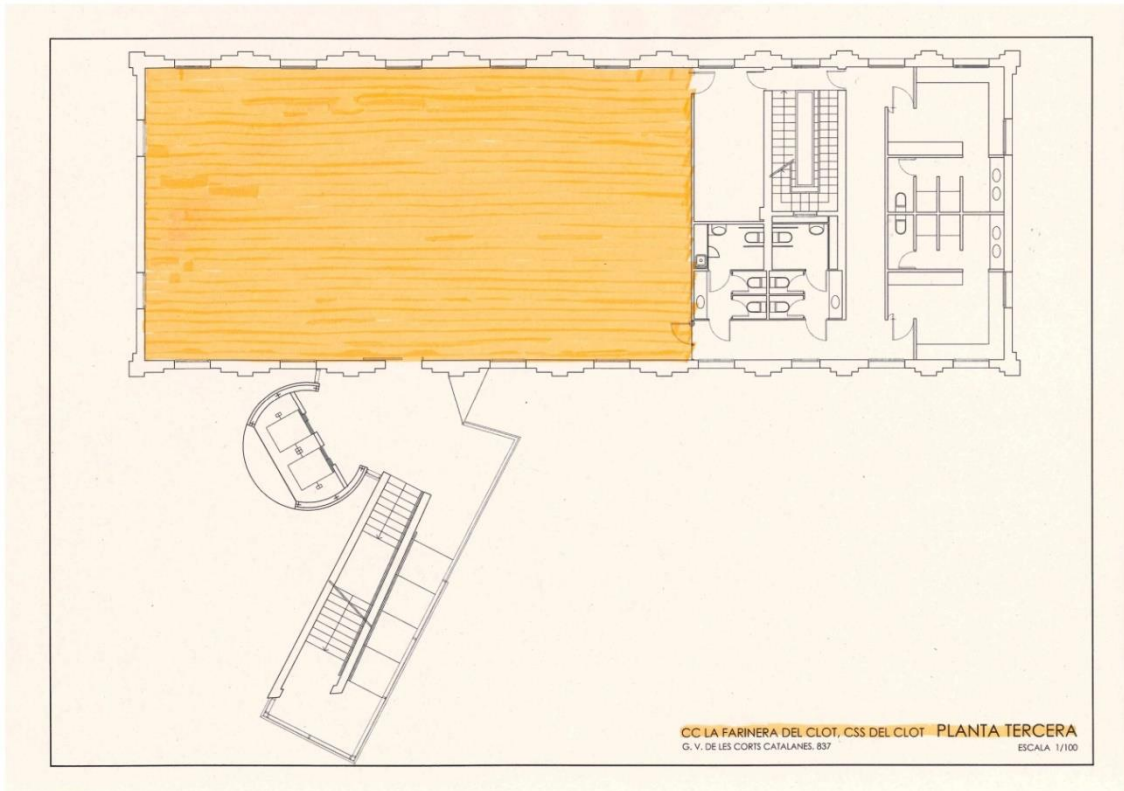 CC LA FARINERA DEL CLOT, CSS DEL CLOT PLANTA TERCERA
G. V. DE LES CORTS CATALANES, 837 ESCALA 1/100